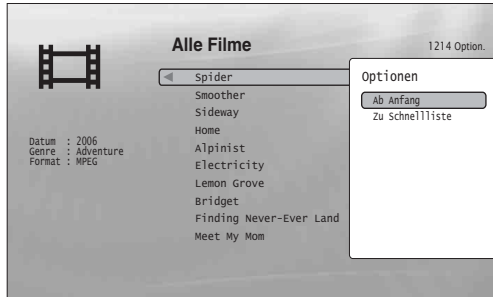 Alle Filme
1214 Option.
Spider
Smoother
Sideway
Home
Alpinist
Electricity
Lemon Grove
Bridget
Finding Never-Ever Land
Meet My Mom
Datum : 2006
Genre : Adventure
Format : MPEG
Optionen
Ab Anfang
Zu Schnellliste